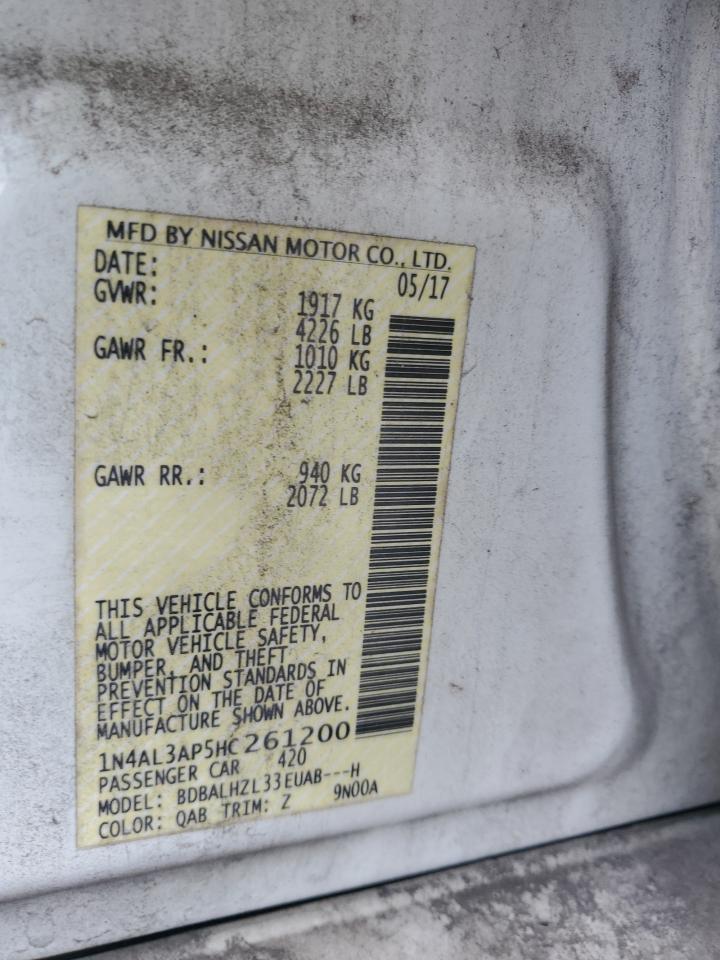 MFD BY NISSAN MOTOR CO., LTD.
DATE: 05/17
GVWR: 1917 KG
4226 LB
GAWR FR.: 1010 KG
2227 LB
GAWR RR.: 940 KG
2072 LB
THIS VEHICLE CONFORMS TO
ALL APPLICABLE FEDERAL
MOTOR VEHICLE SAFETY,
BUMPER, AND THEFT
PREVENTION STANDARDS IN
EFFECT ON THE DATE OF
MANUFACTURE SHOWN ABOVE.
1N4AL3AP5HC261200
PASSENGER CAR 420
MODEL: BDBALHZL33EUAB---H
COLOR: QAB TRIM: Z 9N00A